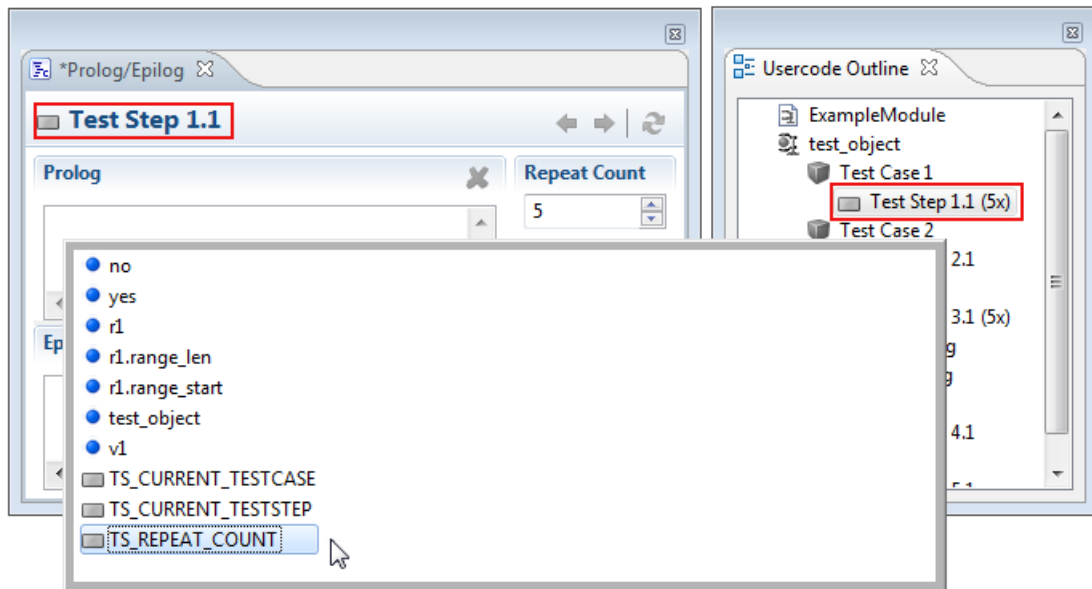 *Prolog/Epilog
Test Step 1.1
Prolog
Repeat Count
5
Ep
no
yes
r1
r1.range_len
r1.range_start
test_object
v1
TS_CURRENT_TESTCASE
TS_CURRENT_TESTSTEP
TS_REPEAT_COUNT
Usercode Outline
ExampleModule
test_object
Test Case 1
Test Step 1.1 (5x)
Test Case 2
2.1
3.1 (5x)
g
g
4.1